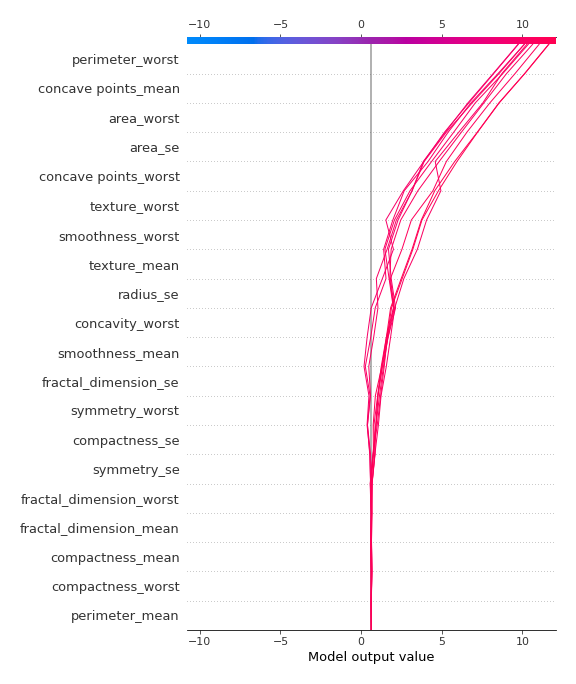 −10 −5 0 5 10
perimeter_worst
concave points_mean
area_worst
area_se
concave points_worst
texture_worst
smoothness_worst
texture_mean
radius_se
concavity_worst
smoothness_mean
fractal_dimension_se
symmetry_worst
compactness_se
symmetry_se
fractal_dimension_worst
fractal_dimension_mean
compactness_mean
compactness_worst
perimeter_mean
−10 −5 0 5 10
Model output value